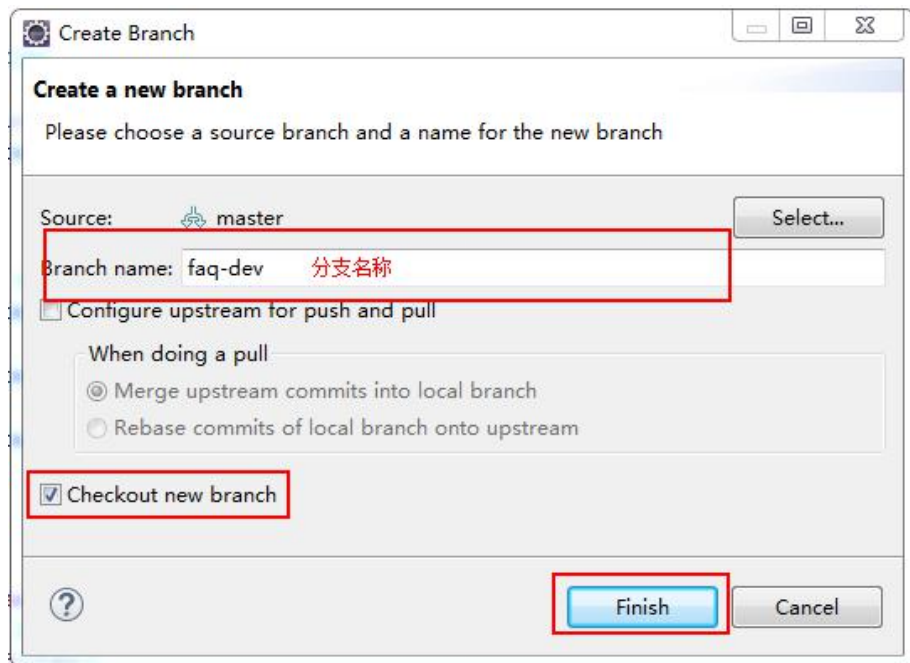 Create Branch
Create a new branch
Please choose a source branch and a name for the new branch
Source: master Select...
Branch name: faq-dev 分支名称
Configure upstream for push and pull
When doing a pull
Merge upstream commits into local branch
Rebase commits of local branch onto upstream
Checkout new branch
? Finish Cancel